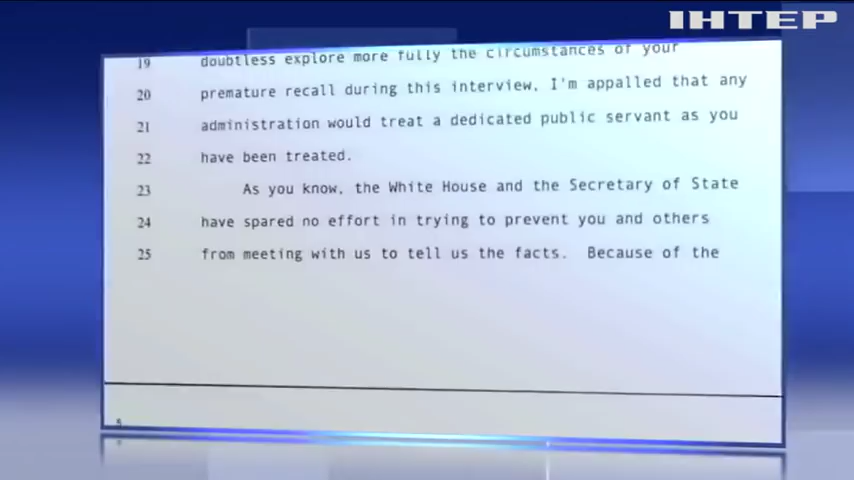 ІНТЕР
19 doubtless explore more fully the circumstances of your
20 premature recall during this interview, I'm appalled that any
21 administration would treat a dedicated public servant as you
22 have been treated.
23 As you know, the White House and the Secretary of State
24 have spared no effort in trying to prevent you and others
25 from meeting with us to tell us the facts. Because of the
5